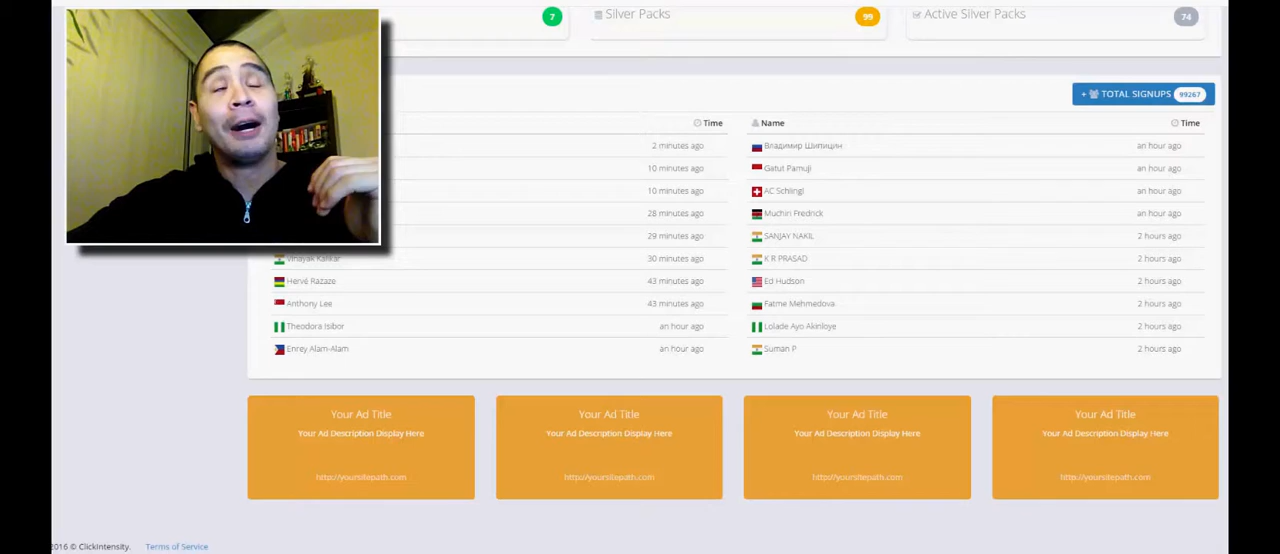 7
Silver Packs
99
Active Silver Packs
74
+ TOTAL SIGNUPS 99267
Time
Name
Time
2 minutes ago
Владимир Шипицин
an hour ago
10 minutes ago
Gatut Pamuji
an hour ago
10 minutes ago
AC Schlingl
an hour ago
28 minutes ago
Muchiri Fredrick
an hour ago
29 minutes ago
SANJAY NAKIL
2 hours ago
30 minutes ago
K R PRASAD
2 hours ago
Hervé Razaze
43 minutes ago
Ed Hudson
2 hours ago
Anthony Lee
43 minutes ago
Fatme Mehmedova
2 hours ago
Theodora Isibor
an hour ago
Lolade Ayo Akinloye
2 hours ago
Enrey Alam-Alam
an hour ago
Suman P
2 hours ago
Your Ad Title
Your Ad Description Display Here
http://yoursitepath.com
Your Ad Title
Your Ad Description Display Here
http://yoursitepath.com
Your Ad Title
Your Ad Description Display Here
http://yoursitepath.com
Your Ad Title
Your Ad Description Display Here
http://yoursitepath.com
2016 © ClickIntensity.
Terms of Service